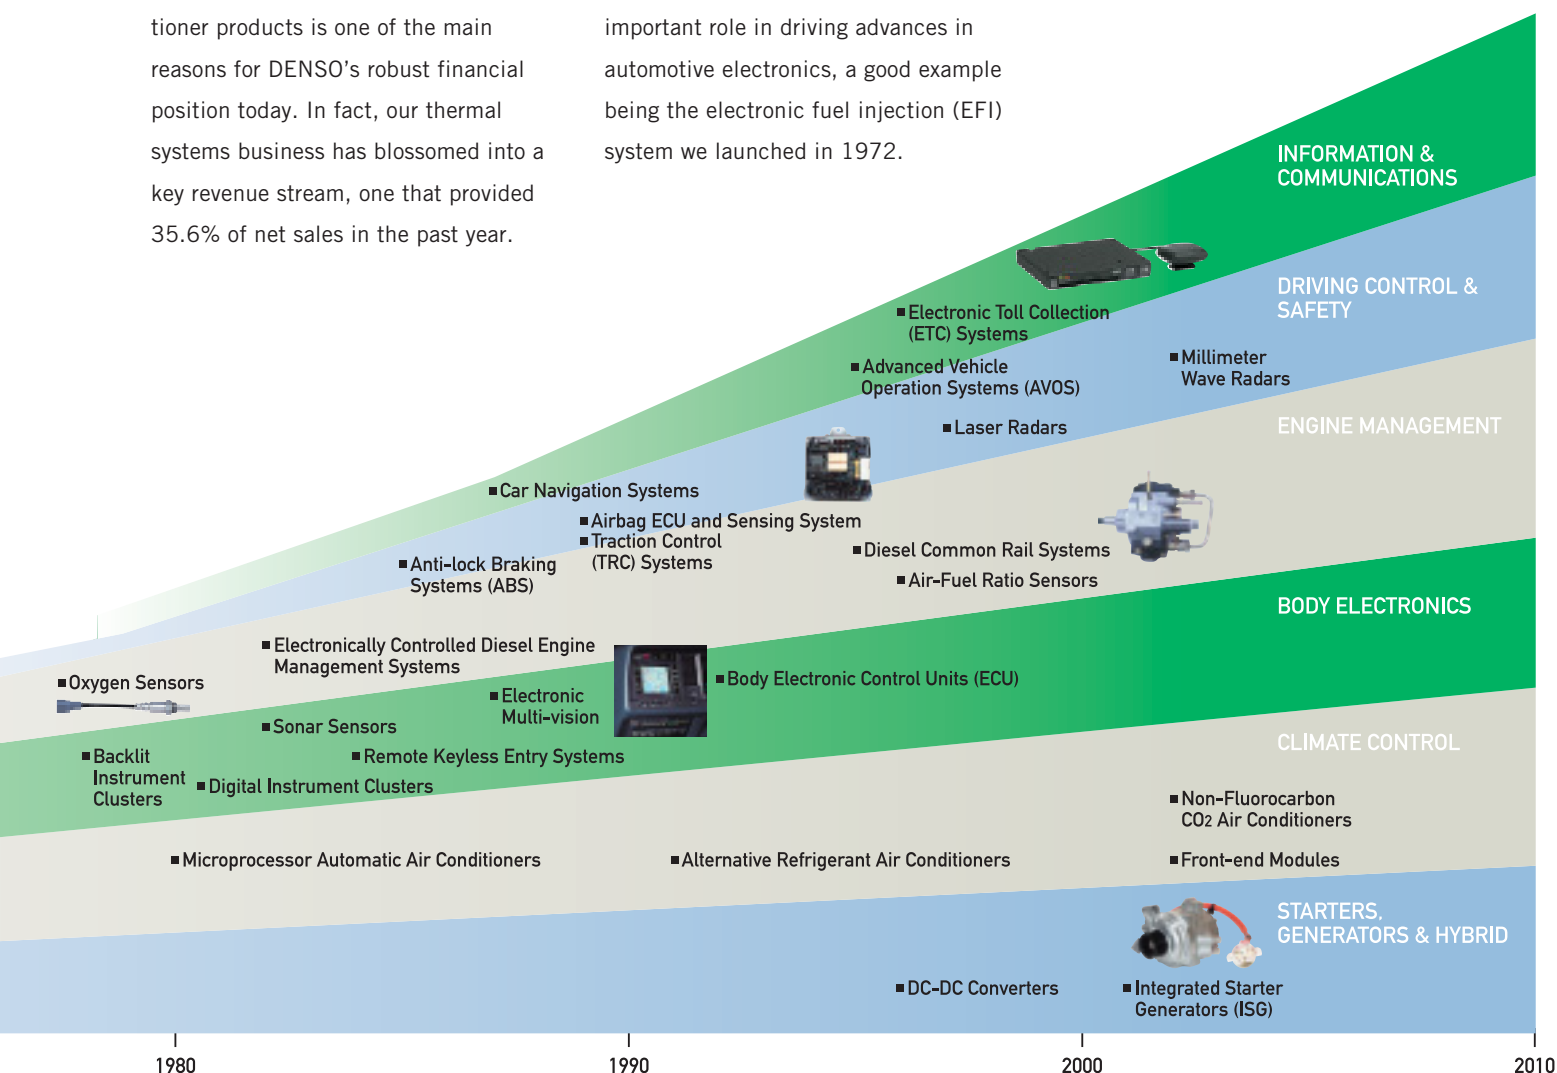 tioner products is one of the main
reasons for DENSO’s robust financial
position today. In fact, our thermal
systems business has blossomed into a
key revenue stream, one that provided
35.6% of net sales in the past year.
important role in driving advances in
automotive electronics, a good example
being the electronic fuel injection (EFI)
system we launched in 1972.
INFORMATION &
COMMUNICATIONS
Electronic Toll Collection
(ETC) Systems
Advanced Vehicle
Operation Systems (AVOS)
Car Navigation Systems
DRIVING CONTROL &
SAFETY
Millimeter
Wave Radars
Laser Radars
Airbag ECU and Sensing System
Traction Control
(TRC) Systems
Anti-lock Braking
Systems (ABS)
ENGINE MANAGEMENT
Diesel Common Rail Systems
Air-Fuel Ratio Sensors
Electronically Controlled Diesel Engine
Management Systems
Oxygen Sensors
BODY ELECTRONICS
Body Electronic Control Units (ECU)
Electronic
Multi-vision
Sonar Sensors
Remote Keyless Entry Systems
Backlit
Instrument
Clusters
Digital Instrument Clusters
CLIMATE CONTROL
Non-Fluorocarbon
CO2 Air Conditioners
Microprocessor Automatic Air Conditioners
Alternative Refrigerant Air Conditioners
Front-end Modules
STARTERS,
GENERATORS & HYBRID
DC-DC Converters
Integrated Starter
Generators (ISG)
1980
1990
2000
2010